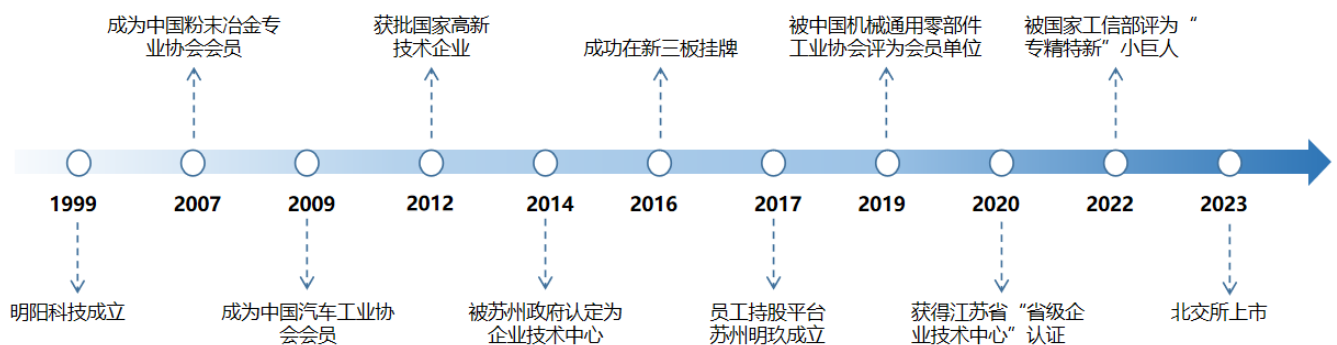 成为中国粉末冶金专
业协会会员
获批国家高新
技术企业
成功在新三板挂牌
被中国机械通用零部件
工业协会评为会员单位
被国家工信部评为“
专精特新”小巨人
1999
2007
2009
2012
2014
2016
2017
2019
2020
2022
2023
明阳科技成立
成为中国汽车工业协
会会员
被苏州政府认定为
企业技术中心
员工持股平台
苏州明玖成立
获得江苏省“省级企
业技术中心”认证
北交所上市